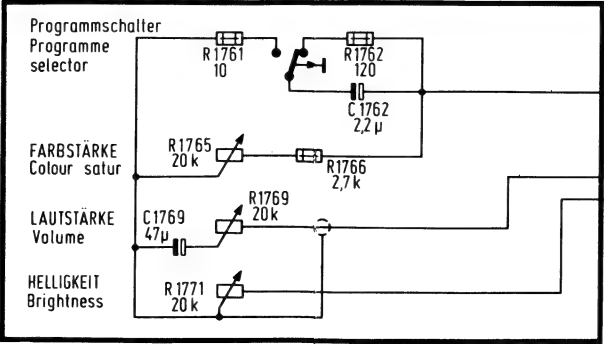 Programmschalter
Programme
selector
R1761
10
R1762
120
C1762
2,2µ
FARBSTÄRKE
Colour satur
R1765
20k
R1766
2,7k
LAUTSTÄRKE
Volume
C1769
47µ
R1769
20k
HELLIGKEIT
Brightness
R1771
20k